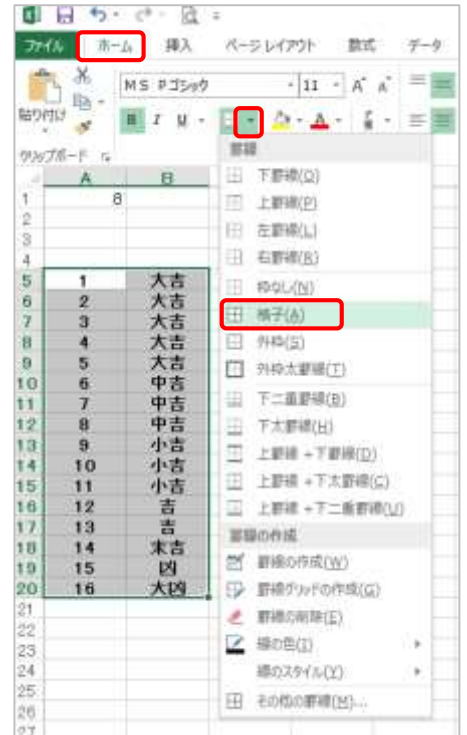 ファイル ホーム 挿入 ページレイアウト 数式 データ
貼り付け MS Pゴシック 11 A A
B I U
クリップボード
罫線
A B
下罫線(O)
1 8
上罫線(P)
2
左罫線(L)
3
右罫線(R)
4
5 1 大吉
枠なし(N)
6 2 大吉
格子(A)
7 3 大吉
外枠(S)
8 4 大吉
外枠太罫線(T)
9 5 大吉
10 6 中吉
下二重罫線(B)
11 7 中吉
下太罫線(H)
12 8 中吉
上罫線 +下罫線(D)
13 9 小吉
上罫線 +下太罫線(C)
14 10 小吉
上罫線 +下二重罫線(U)
15 11 小吉
罫線の作成
16 12 吉
罫線の作成(W)
17 13 吉
罫線グリッドの作成(G)
18 14 末吉
罫線の削除(E)
19 15 凶
線の色(I)
20 16 大凶
線のスタイル(Y)
21
その他の罫線(M)...
22
23
24
25
26
27